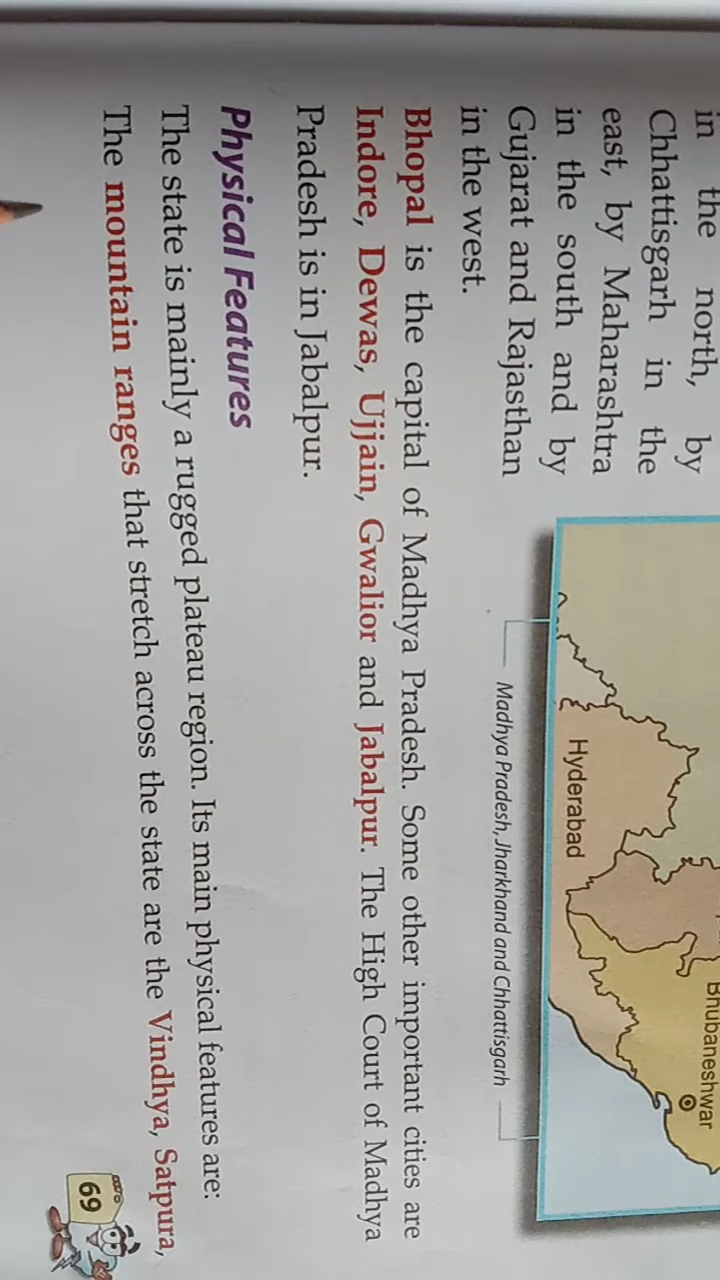 in the north, by
Chhattisgarh in the
east, by Maharashtra
in the south and by
Gujarat and Rajasthan
in the west.
Hyderabad
Bhubaneshwar
Madhya Pradesh, Jharkhand and Chhattisgarh
Bhopal is the capital of Madhya Pradesh. Some other important cities are
Indore, Dewas, Ujjain, Gwalior and Jabalpur. The High Court of Madhya
Pradesh is in Jabalpur.
Physical Features
The state is mainly a rugged plateau region. Its main physical features are:
The mountain ranges that stretch across the state are the Vindhya, Satpura,
69